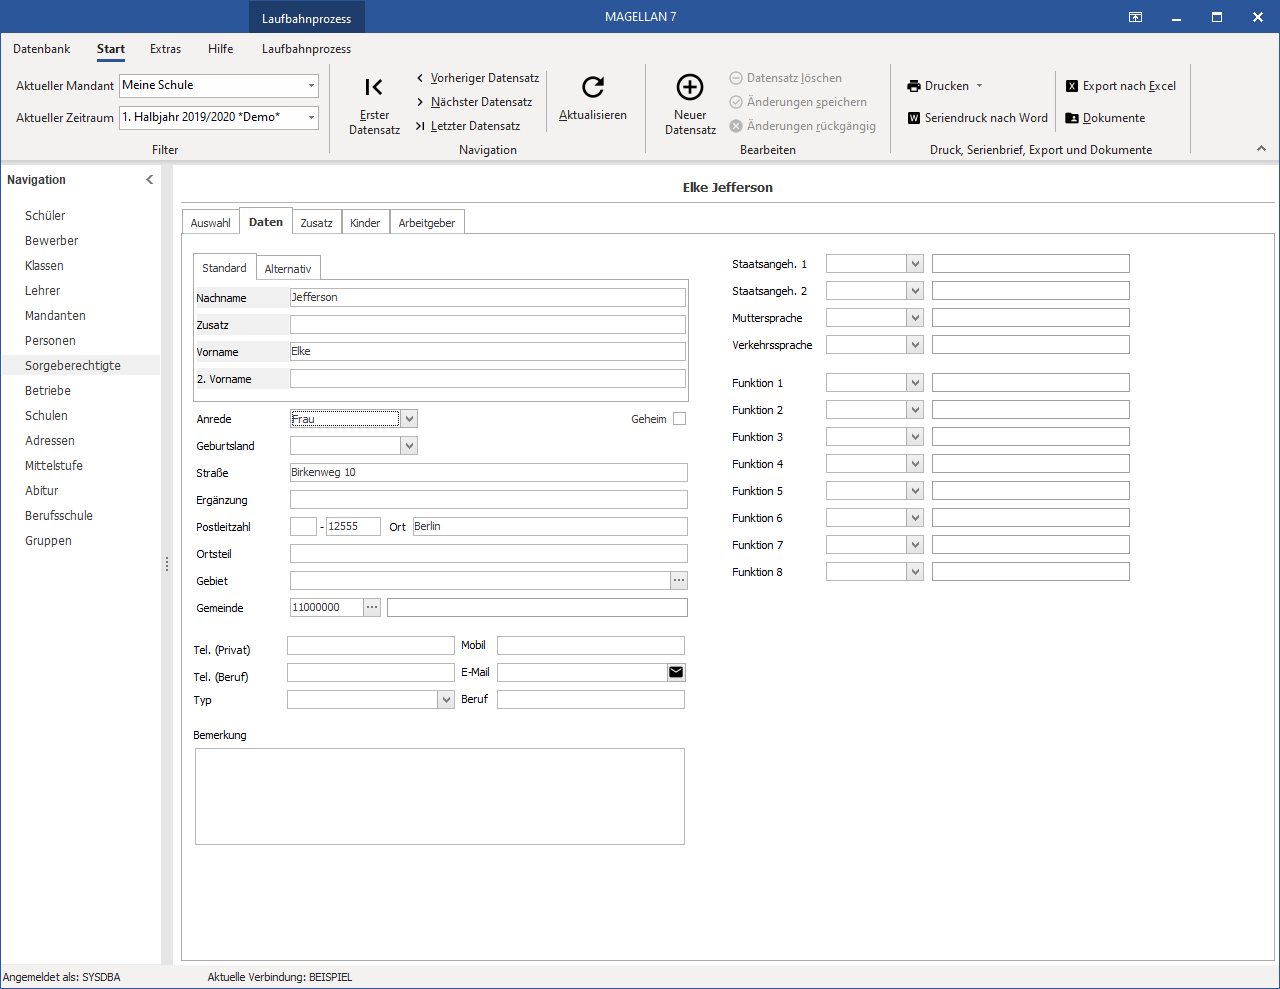 Laufbahnprozess
MAGELLAN 7
Datenbank Start Extras Hilfe Laufbahnprozess
Aktueller Mandant Meine Schule
Aktueller Zeitraum 1. Halbjahr 2019/2020 *Demo*
Filter
Erster Datensatz
Vorheriger Datensatz
Nächster Datensatz
Letzter Datensatz
Aktualisieren
Navigation
Neuer Datensatz
Datensatz löschen
Änderungen speichern
Änderungen rückgängig
Bearbeiten
Drucken
Seriendruck nach Word
Export nach Excel
Dokumente
Druck, Serienbrief, Export und Dokumente
Navigation
Schüler
Bewerber
Klassen
Lehrer
Mandanten
Personen
Sorgeberechtigte
Betriebe
Schulen
Adressen
Mittelstufe
Abitur
Berufsschule
Gruppen
Elke Jefferson
Auswahl Daten Zusatz Kinder Arbeitgeber
Standard Alternativ
Nachname Jefferson
Zusatz
Vorname Elke
2. Vorname
Anrede Frau Geheim
Geburtsland
Straße Birkenweg 10
Ergänzung
Postleitzahl - 12555 Ort Berlin
Ortsteil
Gebiet
Gemeinde 11000000
Tel. (Privat) Mobil
Tel. (Beruf) E-Mail
Typ Beruf
Bemerkung
Staatsangeh. 1
Staatsangeh. 2
Muttersprache
Verkehrssprache
Funktion 1
Funktion 2
Funktion 3
Funktion 4
Funktion 5
Funktion 6
Funktion 7
Funktion 8
Angemeldet als: SYSDBA Aktuelle Verbindung: BEISPIEL